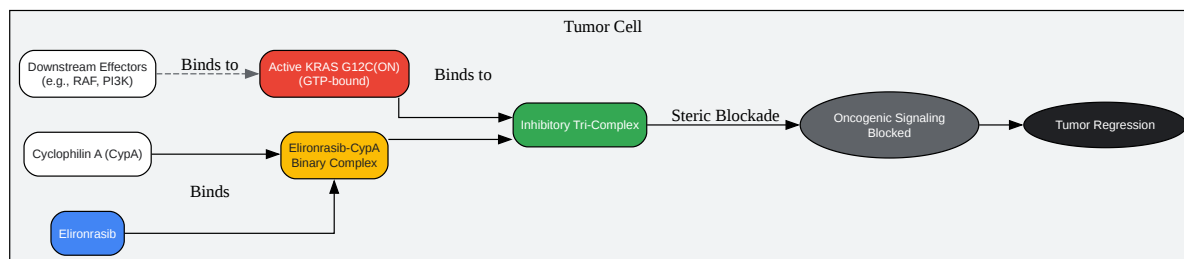 Tumor Cell
Downstream Effectors
(e.g., RAF, PI3K)
Binds to
Active KRAS G12C(ON)
(GTP-bound)
Binds to
Cyclophilin A (CypA)
Elironrasib-CypA
Binary Complex
Inhibitory Tri-Complex
Steric Blockade
Oncogenic Signaling
Blocked
Tumor Regression
Binds
Elironrasib